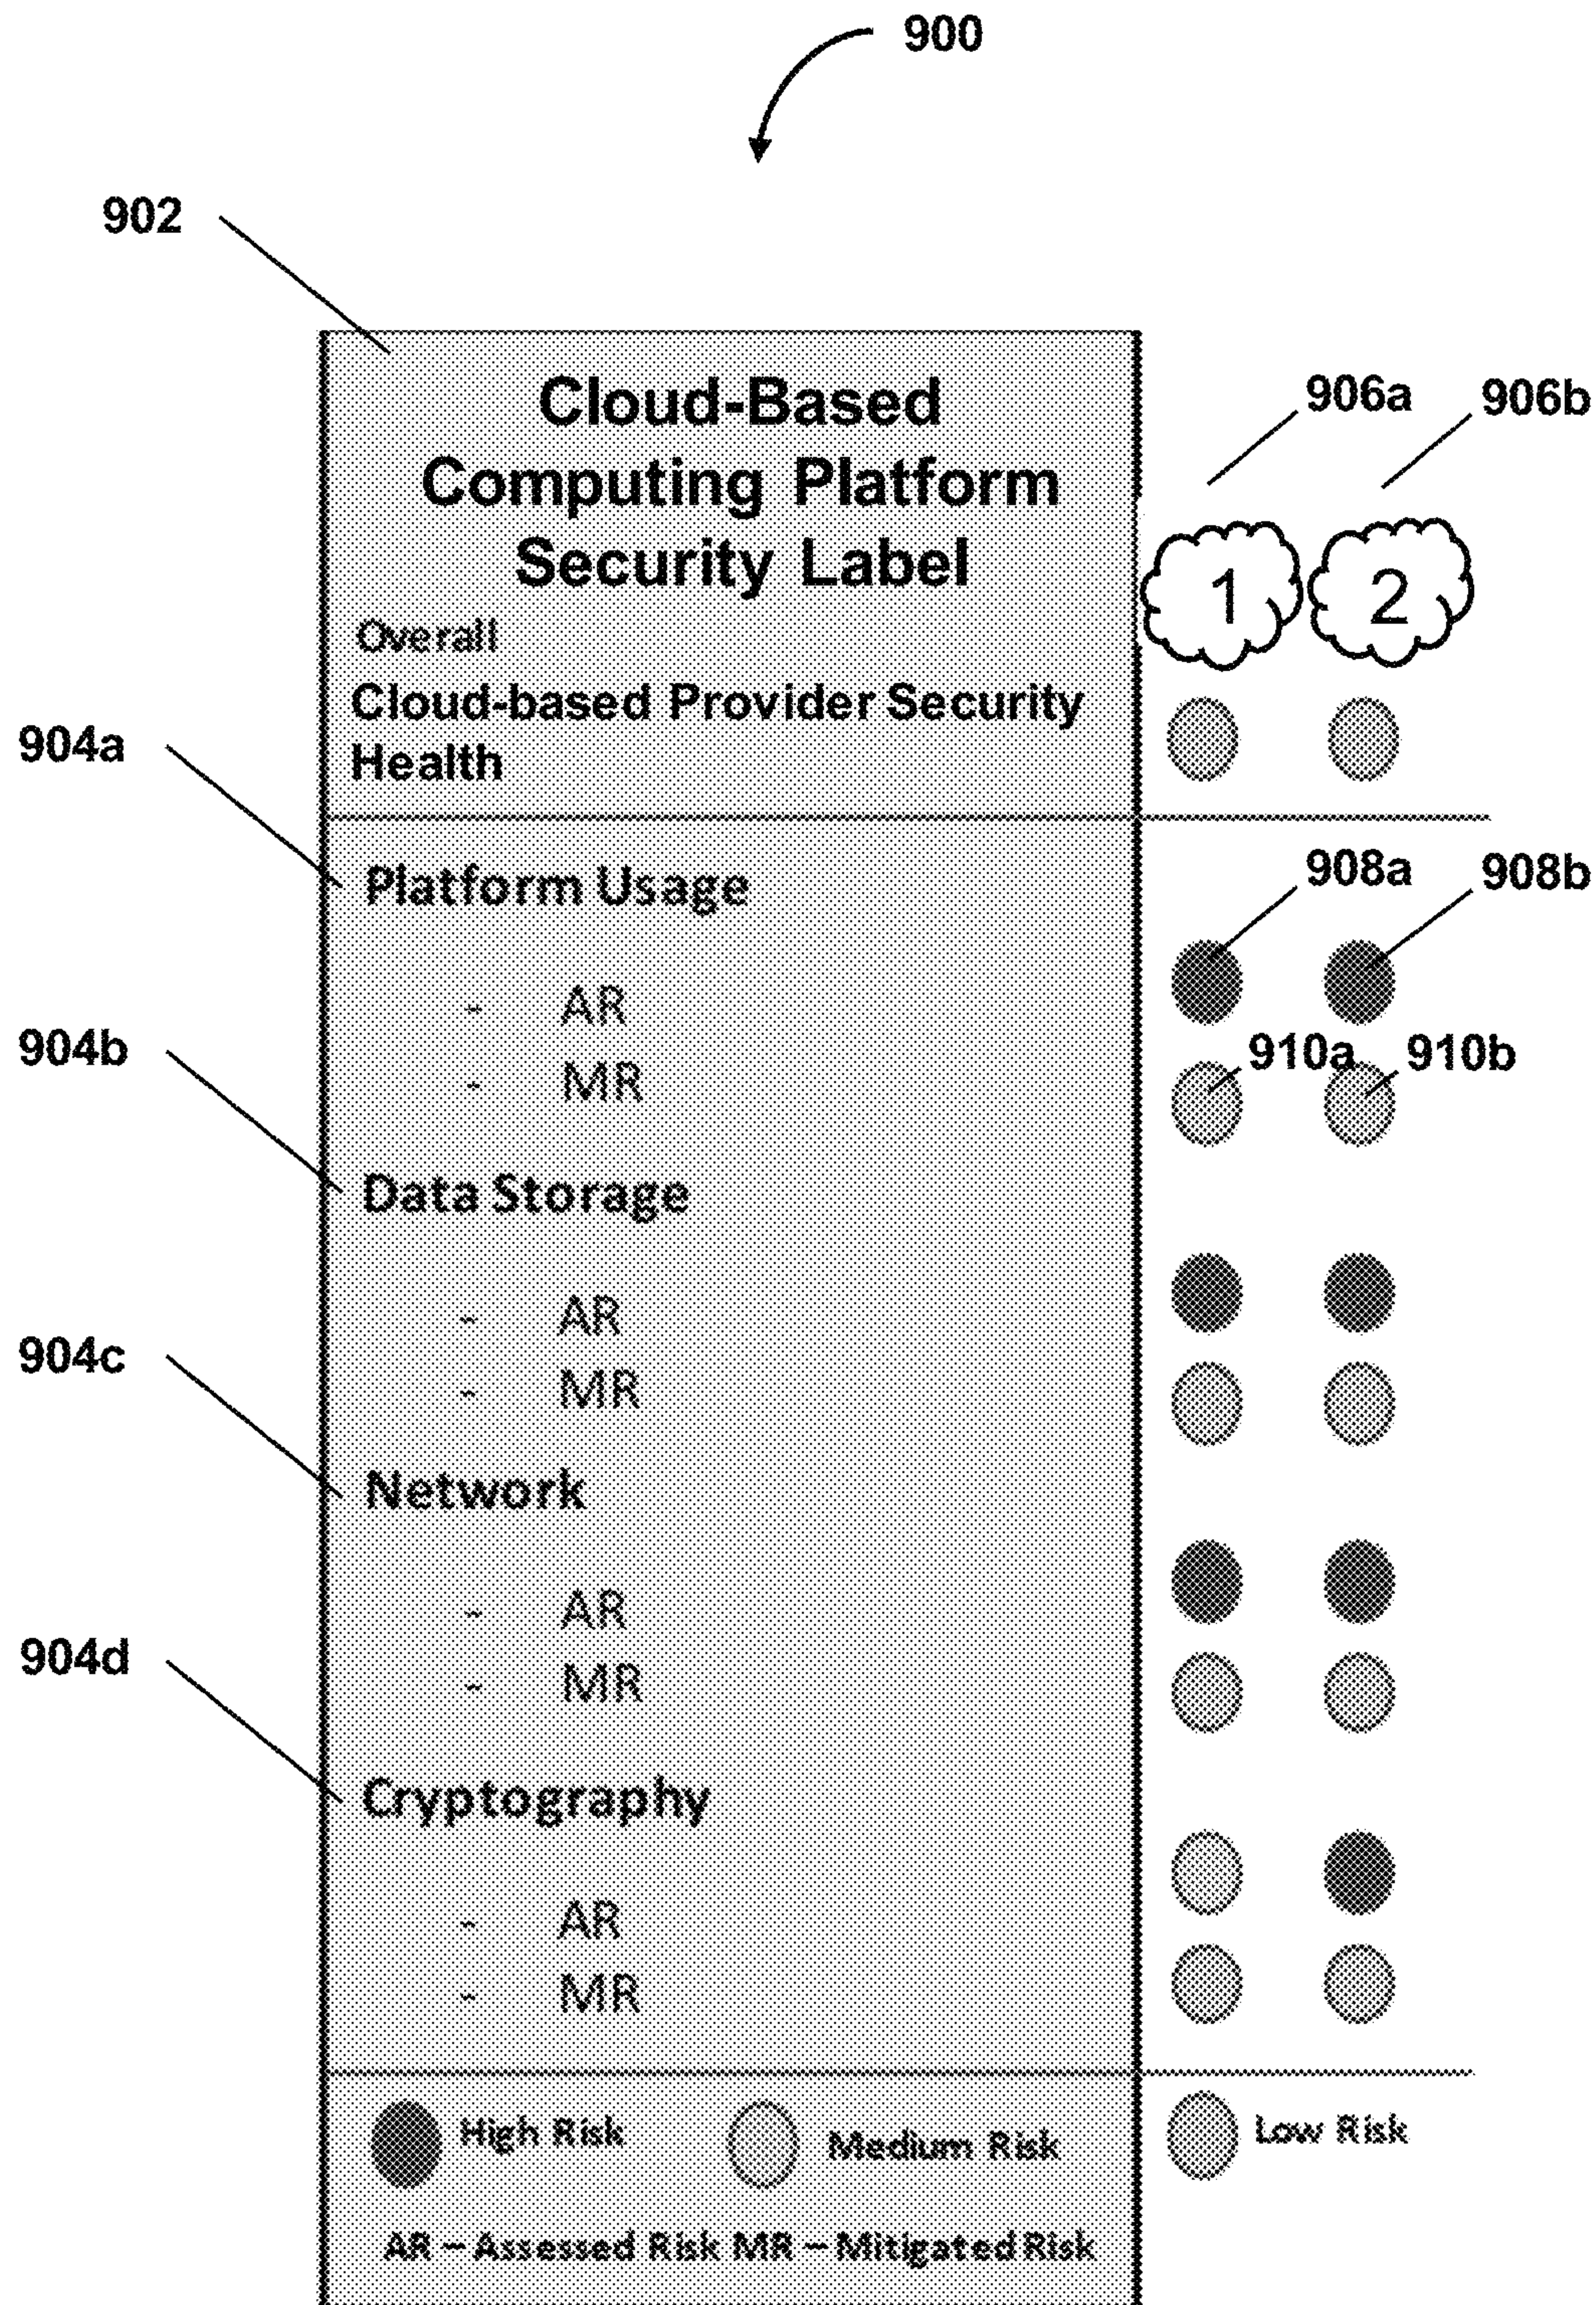 900
902
Cloud-Based
Computing Platform
Security Label
906a 906b
1 2
Overall
Cloud-based Provider Security
Health
904a
Platform Usage
908a 908b
- AR
910a 910b
- MR
904b
Data Storage
- AR
- MR
904c
Network
- AR
- MR
904d
Cryptography
- AR
- MR
High Risk Medium Risk Low Risk
AR – Assessed Risk MR – Mitigated Risk